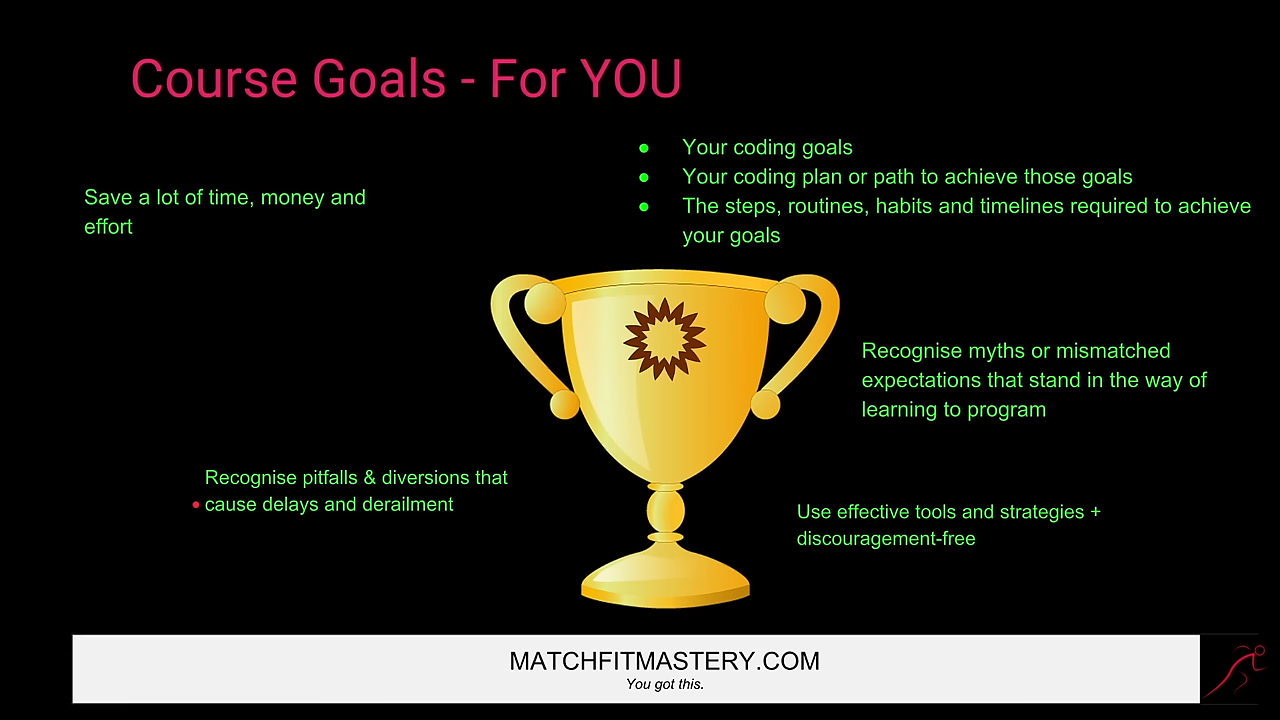 Course Goals - For YOU
● Your coding goals
● Your coding plan or path to achieve those goals
● The steps, routines, habits and timelines required to achieve
your goals
Save a lot of time, money and
effort
Recognise myths or mismatched
expectations that stand in the way of
learning to program
Recognise pitfalls & diversions that
cause delays and derailment
Use effective tools and strategies +
discouragement-free
MATCHFITMASTERY.COM
You got this.